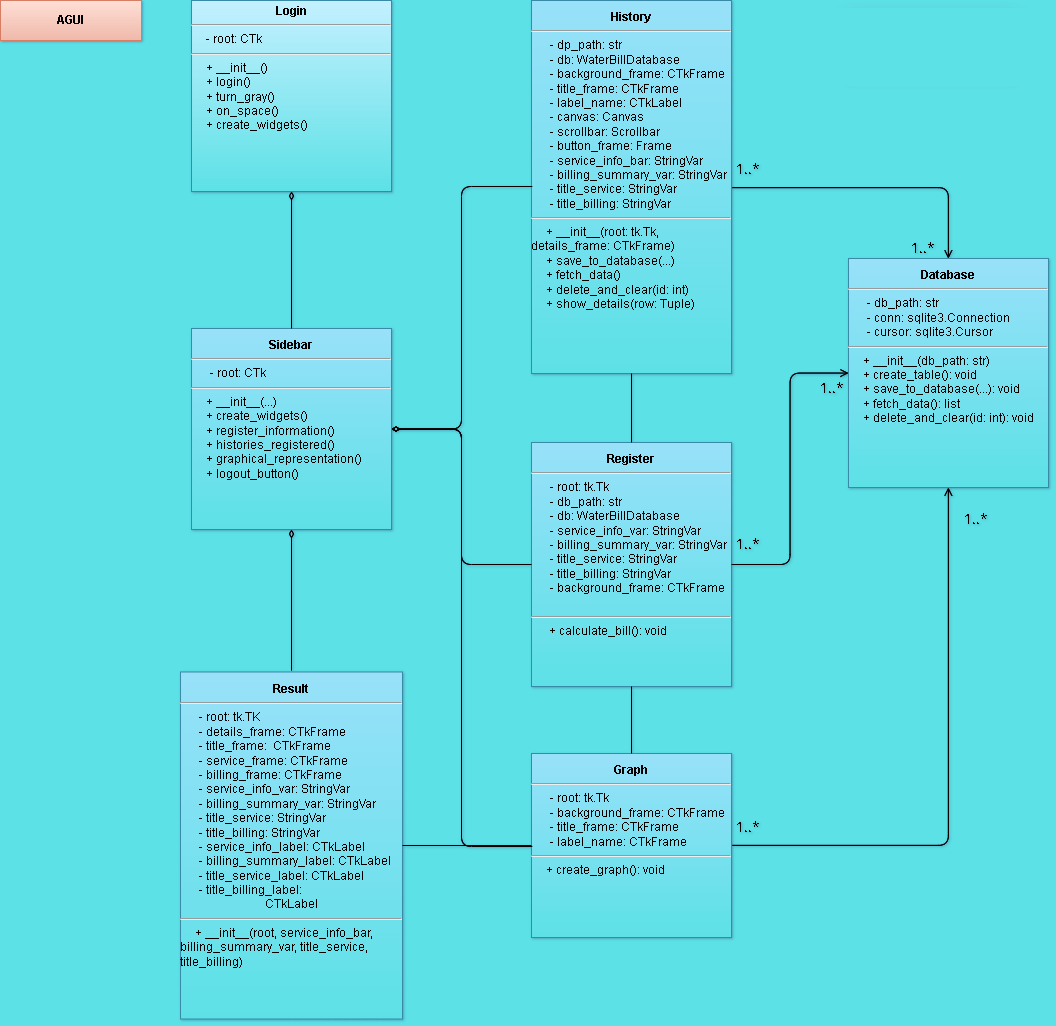 AGUI
Login
- root: CTk
+ __init__()
+ login()
+ turn_gray()
+ on_space()
+ create_widgets()
History
- dp_path: str
- db: WaterBillDatabase
- background_frame: CTkFrame
- title_frame: CTkFrame
- label_name: CTkLabel
- canvas: Canvas
- scrollbar: Scrollbar
- button_frame: Frame
- service_info_bar: StringVar
- billing_summary_var: StringVar
- title_service: StringVar
- title_billing: StringVar
+ __init__(root: tk.Tk,
details_frame: CTkFrame)
+ save_to_database(...)
+ fetch_data()
+ delete_and_clear(id: int)
+ show_details(row: Tuple)
1..*
1..*
Database
- db_path: str
- conn: sqlite3.Connection
- cursor: sqlite3.Cursor
+ __init__(db_path: str)
+ create_table(): void
+ save_to_database(...): void
+ fetch_data(): list
+ delete_and_clear(id: int): void
Sidebar
- root: CTk
+ __init__(...)
+ create_widgets()
+ register_information()
+ histories_registered()
+ graphical_representation()
+ logout_button()
1..*
Register
- root: tk.Tk
- db_path: str
- db: WaterBillDatabase
- service_info_var: StringVar
- billing_summary_var: StringVar
- title_service: StringVar
- title_billing: StringVar
- background_frame: CTkFrame
+ calculate_bill(): void
1..*
1..*
Result
- root: tk.TK
- details_frame: CTkFrame
- title_frame:  CTkFrame
- service_frame: CTkFrame
- billing_frame: CTkFrame
- service_info_var: StringVar
- billing_summary_var: StringVar
- title_service: StringVar
- title_billing: StringVar
- service_info_label: CTkLabel
- billing_summary_label: CTkLabel
- title_service_label: CTkLabel
- title_billing_label:
CTkLabel
+ __init__(root, service_info_bar,
billing_summary_var, title_service,
title_billing)
Graph
- root: tk.Tk
- background_frame: CTkFrame
- title_frame: CTkFrame
- label_name: CTkFrame
+ create_graph(): void
1..*